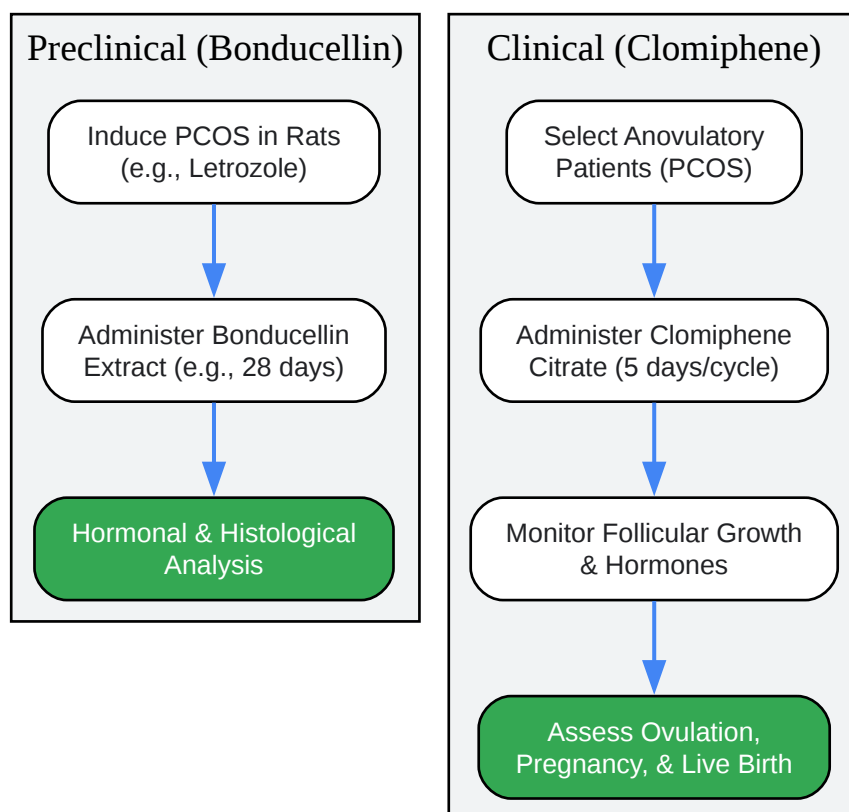 Preclinical (Bonducellin)
Induce PCOS in Rats
(e.g., Letrozole)
Administer Bonducellin
Extract (e.g., 28 days)
Hormonal & Histological
Analysis
Clinical (Clomiphene)
Select Anovulatory
Patients (PCOS)
Administer Clomiphene
Citrate (5 days/cycle)
Monitor Follicular Growth
& Hormones
Assess Ovulation,
Pregnancy, & Live Birth